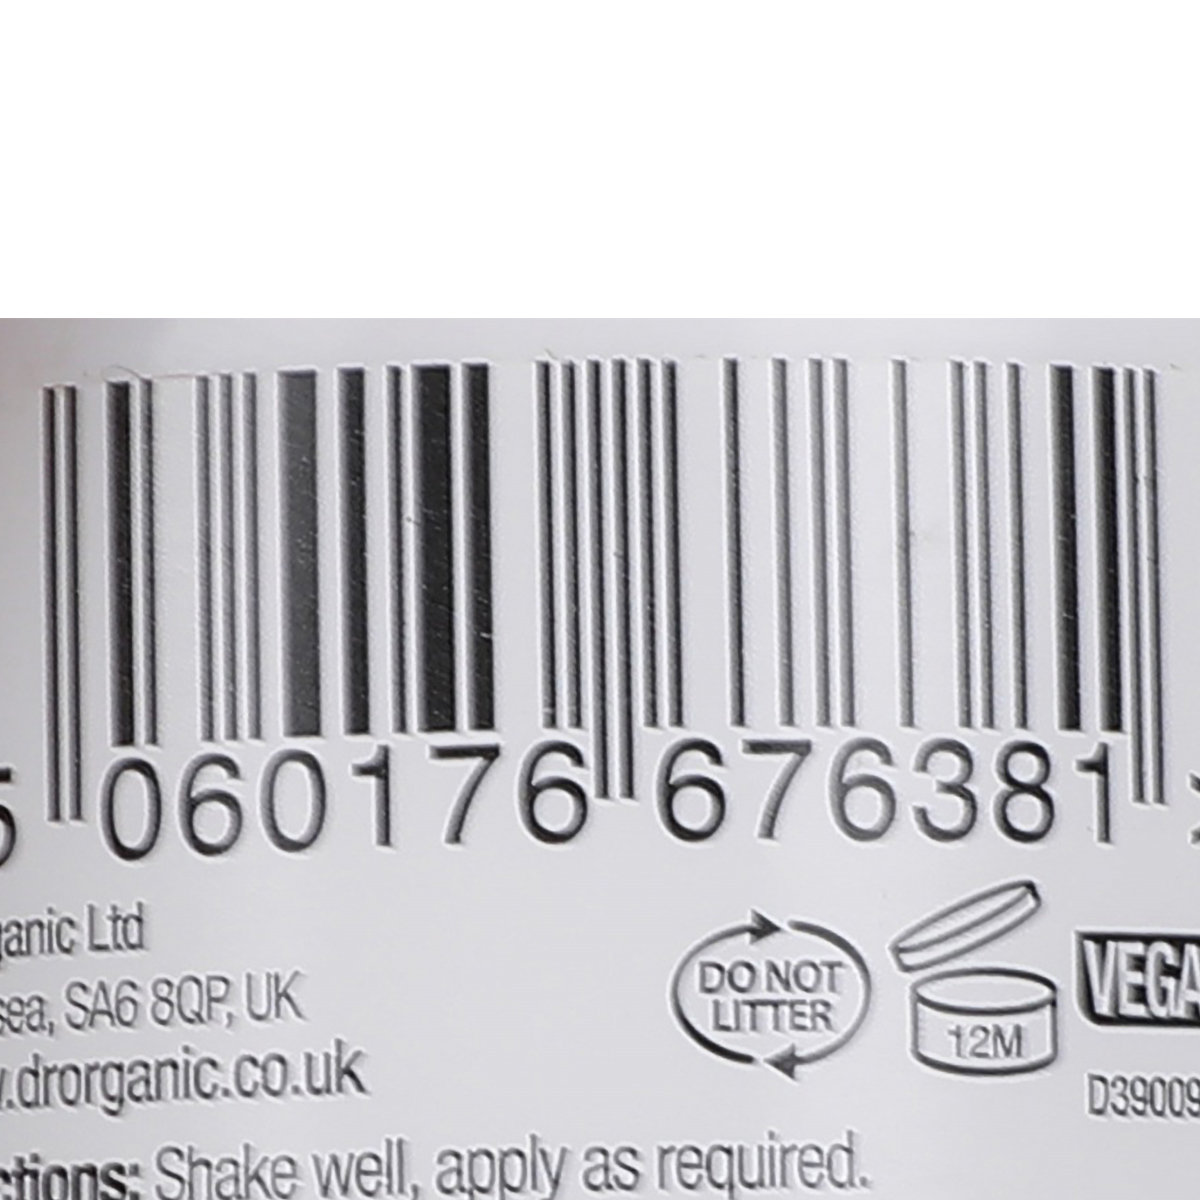 5 060176 676381
DO NOT
LITTER
12M
VEGA
D39009
ganic Ltd
sea, SA6 8QP, UK
w.drorganic.co.uk
ctions: Shake well, apply as required.